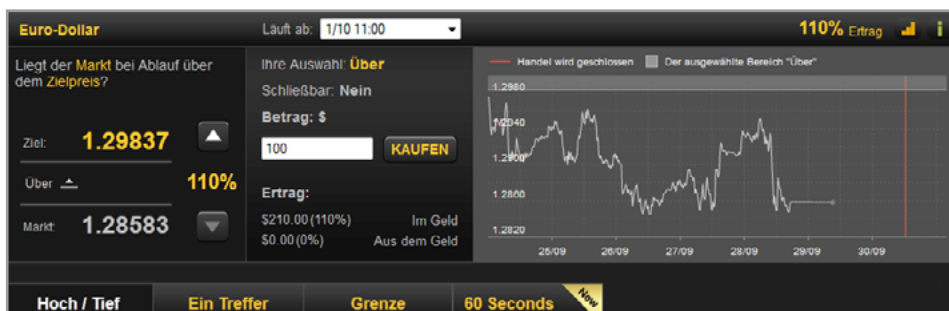 Euro-Dollar
Läuft ab: 1/10 11:00
110% Ertrag
Liegt der Markt bei Ablauf über
dem Zielpreis?
Ziel: 1.29837
Über 110%
Markt: 1.28583
Ihre Auswahl: Über
Schließbar: Nein
Betrag: $
100 KAUFEN
Ertrag:
$210.00 (110%) Im Geld
$0.00 (0%) Aus dem Geld
Handel wird geschlossen Der ausgewählte Bereich "Über"
1.2980
1.2940
1.2900
1.2860
1.2820
25/09 26/09 27/09 28/09 29/09 30/09
Hoch / Tief Ein Treffer Grenze 60 Seconds New